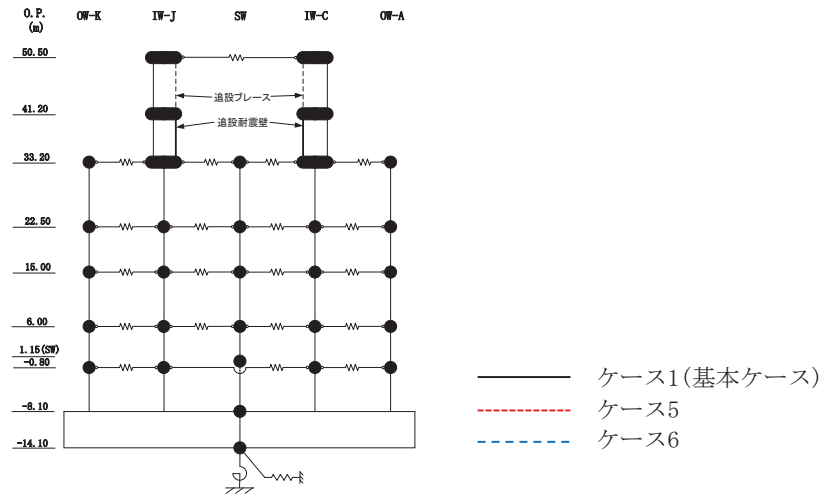 O.P.
(m)
OW-K IW-J SW IW-C OW-A
50.50
追設ブレース
41.20
追設耐震壁
33.20
22.50
15.00
6.00
1.15(SW)
-0.80
-8.10
-14.10
ケース1(基本ケース)
ケース5
ケース6